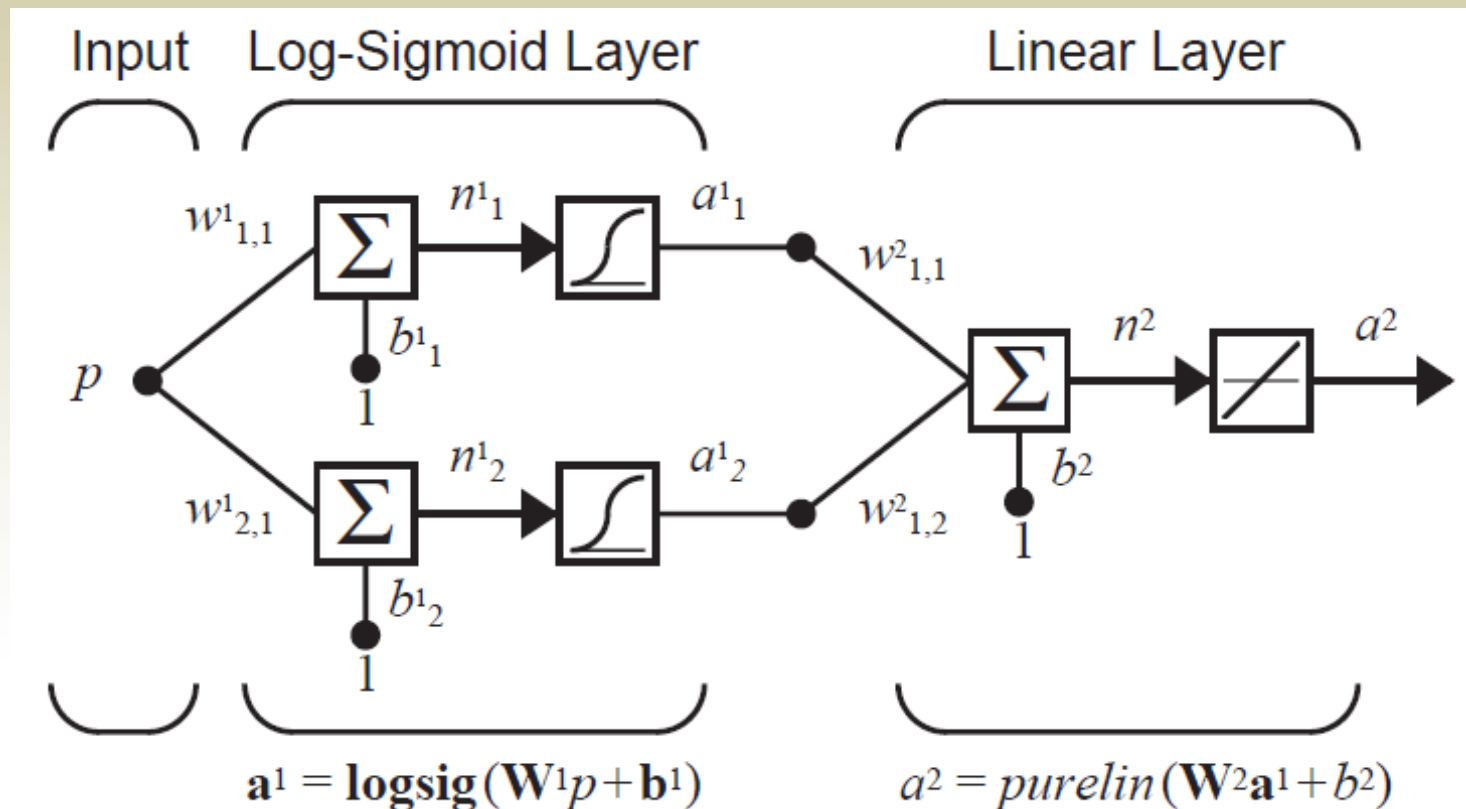 Input Log-Sigmoid Layer Linear Layer
w¹₁,₁ Σ n¹₁ a¹₁ w²₁,₁
b¹₁
1
p
Σ n² a²
b²
1
w¹₂,₁ Σ n¹₂ a¹₂ w²₁,₂
b¹₂
1
a¹ = logsig(W¹p + b¹) a² = purelin(W²a¹ + b²)